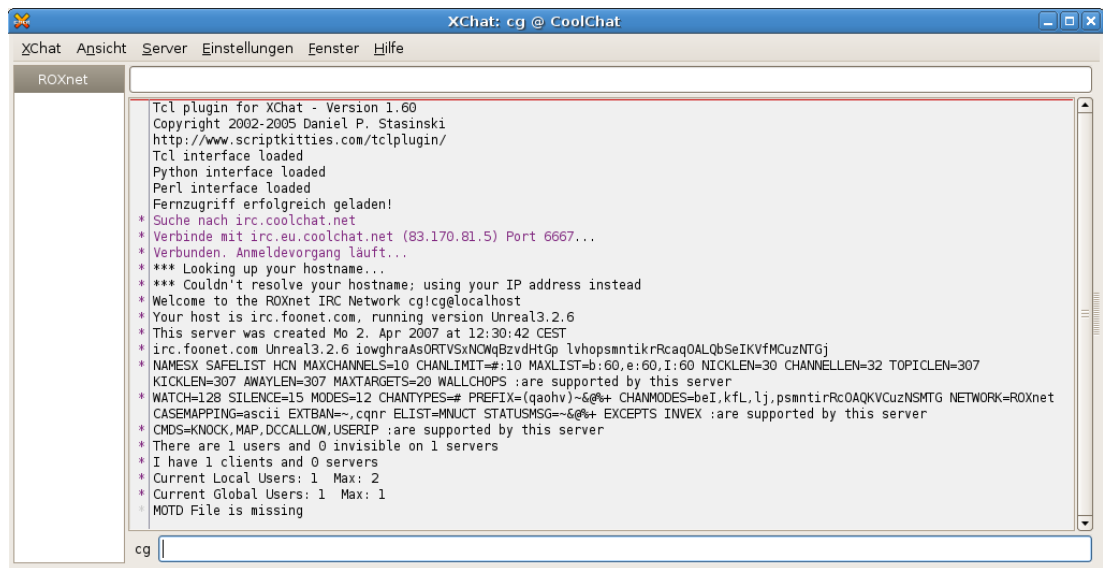 XChat: cg @ CoolChat
XChat Ansicht Server Einstellungen Fenster Hilfe
ROXnet
Tcl plugin for XChat - Version 1.60
Copyright 2002-2005 Daniel P. Stasinski
http://www.scriptkitties.com/tclplugin/
Tcl interface loaded
Python interface loaded
Perl interface loaded
Fernzugriff erfolgreich geladen!
* Suche nach irc.coolchat.net
* Verbinde mit irc.eu.coolchat.net (83.170.81.5) Port 6667...
* Verbunden. Anmeldevorgang läuft...
* *** Looking up your hostname...
* *** Couldn't resolve your hostname; using your IP address instead
* Welcome to the ROXnet IRC Network cg!cg@localhost
* Your host is irc.foonet.com, running version Unreal3.2.6
* This server was created Mo 2. Apr 2007 at 12:30:42 CEST
* irc.foonet.com Unreal3.2.6 iowghraAsORTVSxNCWqBzvdHtGp lvhopsmntikrRcaqOALQbSeIKVfMCuzNTGj
* NAMESX SAFELIST HCN MAXCHANNELS=10 CHANLIMIT=#:10 MAXLIST=b:60,e:60,I:60 NICKLEN=30 CHANNELLEN=32 TOPICLEN=307
KICKLEN=307 AWAYLEN=307 MAXTARGETS=20 WALLCHOPS :are supported by this server
* WATCH=128 SILENCE=15 MODES=12 CHANTYPES=# PREFIX=(qaohv)~&@%+ CHANMODES=beI,kfL,lj,psmntirRcOAQKVCuzNSMTG NETWORK=ROXnet
CASEMAPPING=ascii EXTBAN=~,cqnr ELIST=MNUCT STATUSMSG=~&@%+ EXCEPTS INVEX :are supported by this server
* CMDS=KNOCK,MAP,DCCALLOW,USERIP :are supported by this server
* There are 1 users and 0 invisible on 1 servers
* I have 1 clients and 0 servers
* Current Local Users: 1  Max: 2
* Current Global Users: 1  Max: 1
* MOTD File is missing
cg